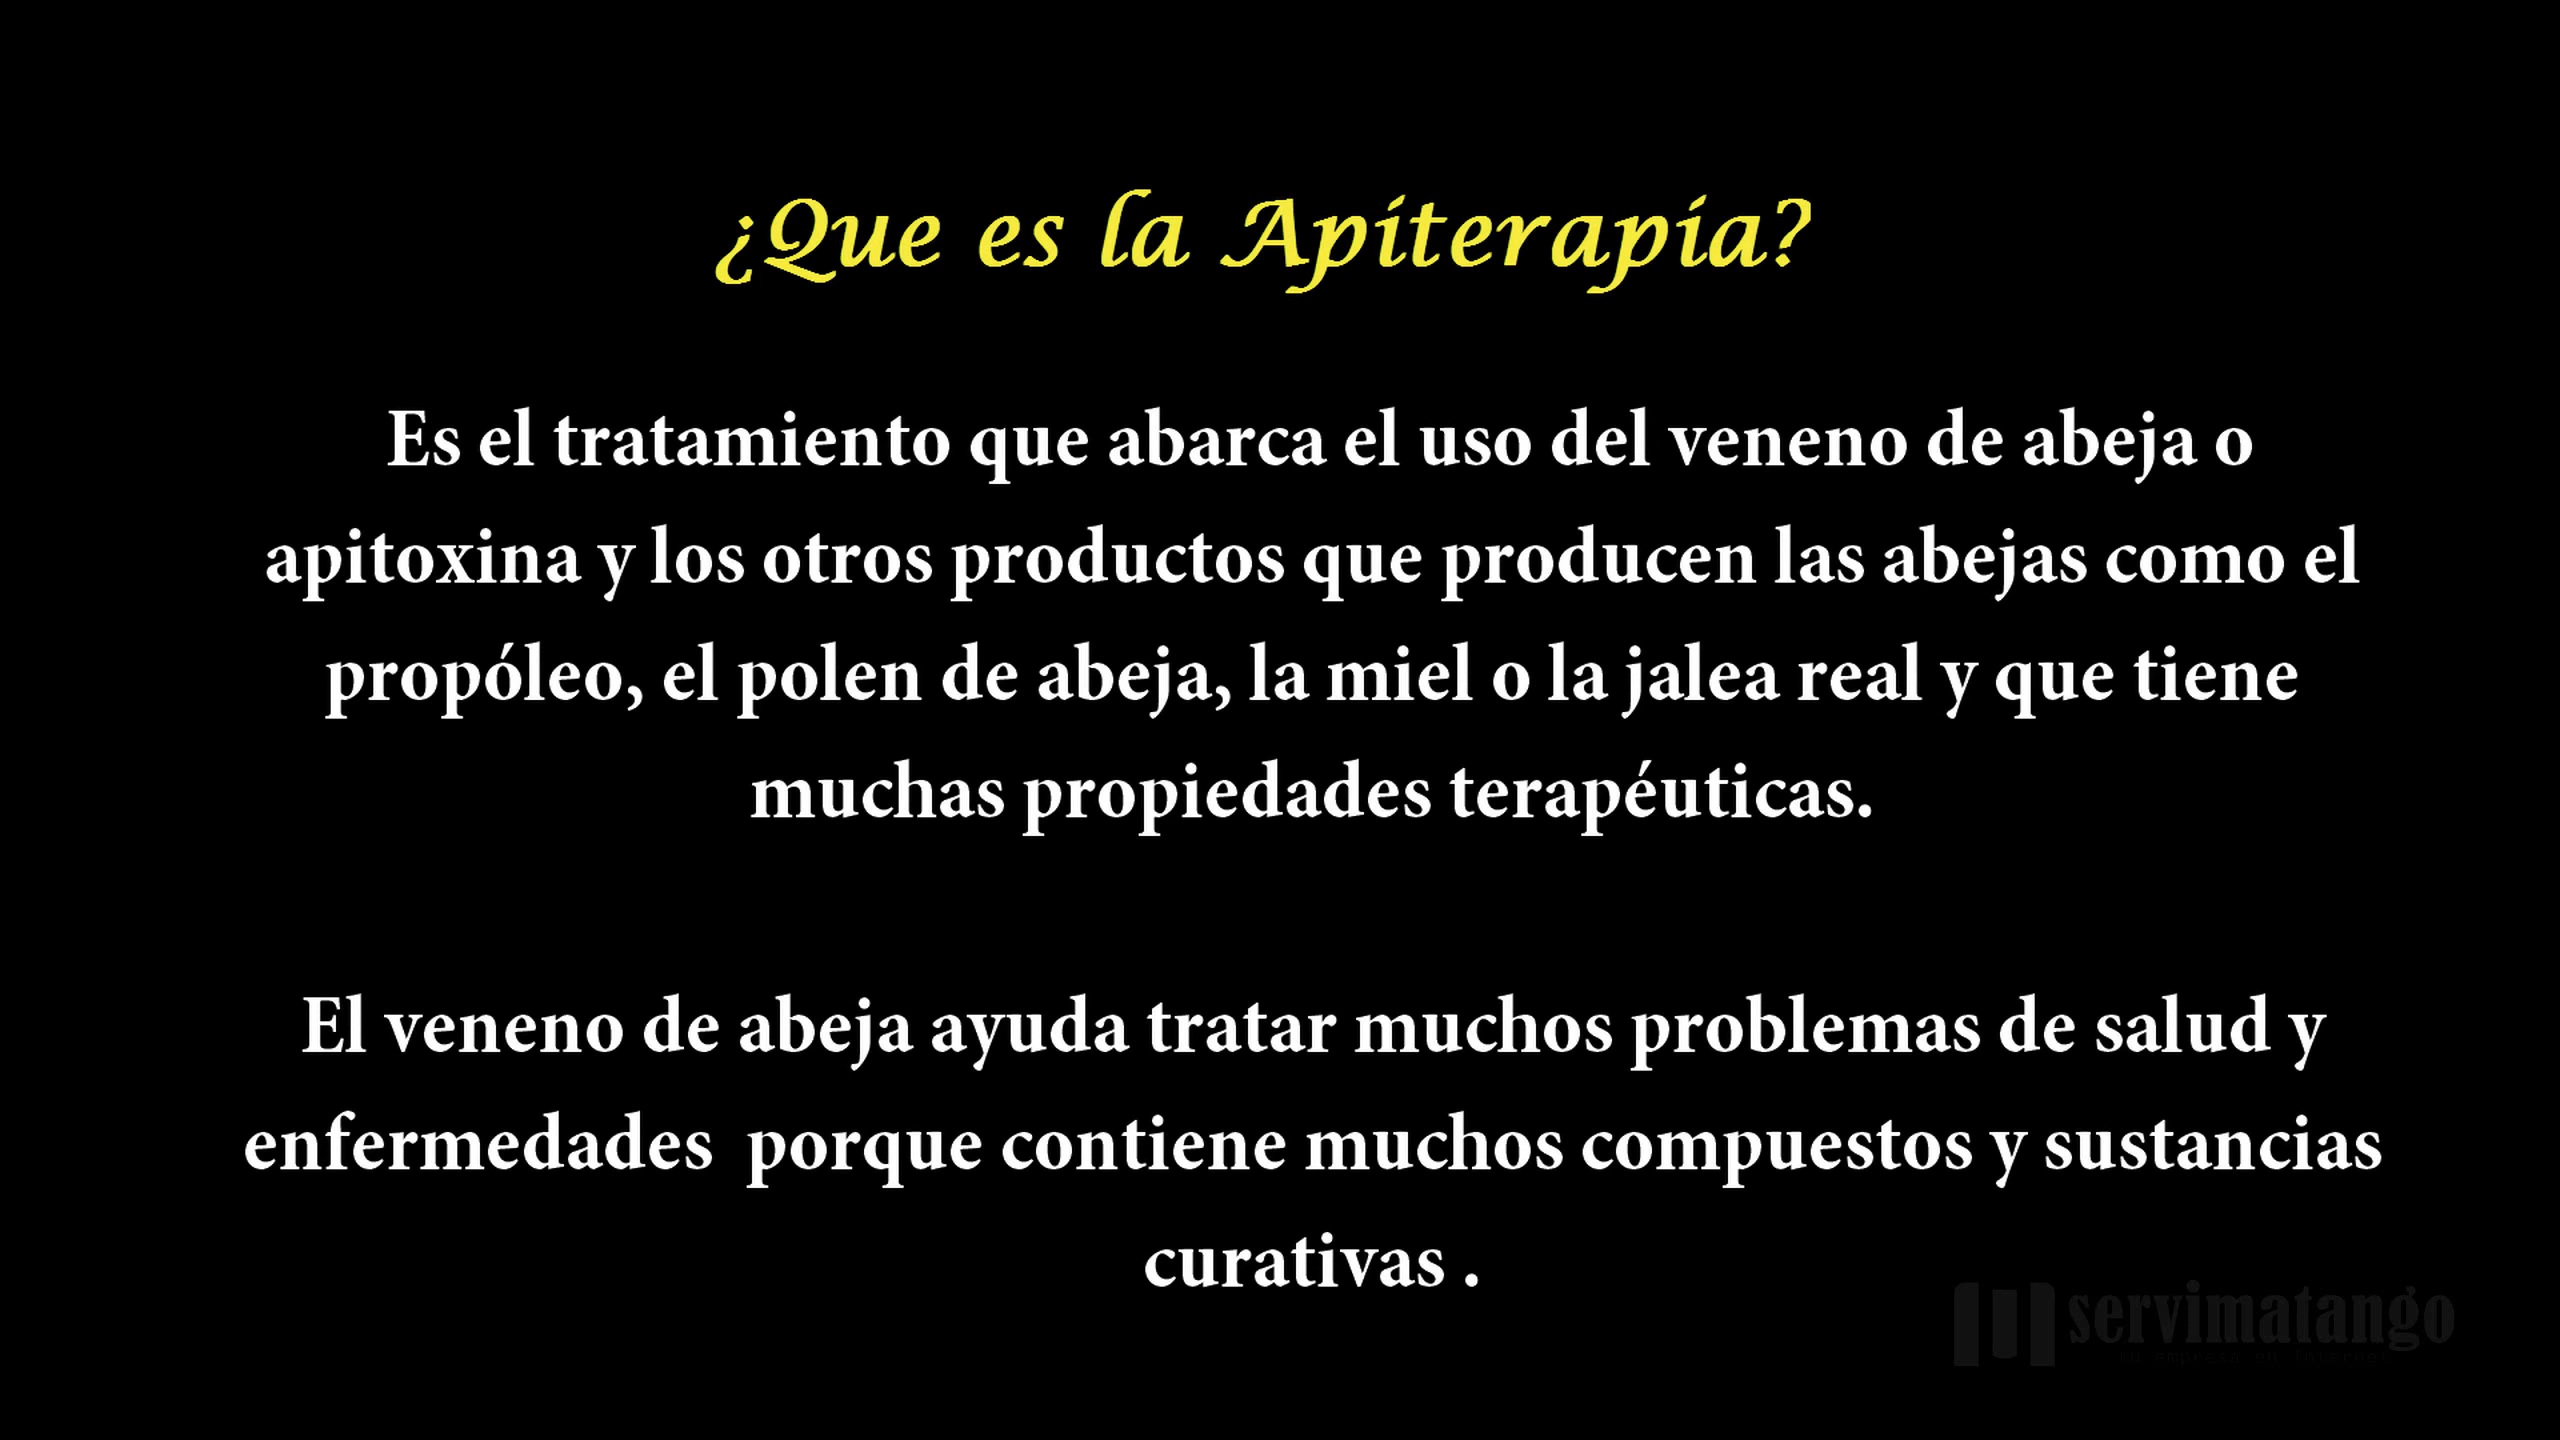 ¿Que es la Apiterapia?
Es el tratamiento que abarca el uso del veneno de abeja o
apitoxina y los otros productos que producen las abejas como el
propóleo, el polen de abeja, la miel o la jalea real y que tiene
muchas propiedades terapéuticas.
El veneno de abeja ayuda tratar muchos problemas de salud y
enfermedades  porque contiene muchos compuestos y sustancias
curativas .
servimatango